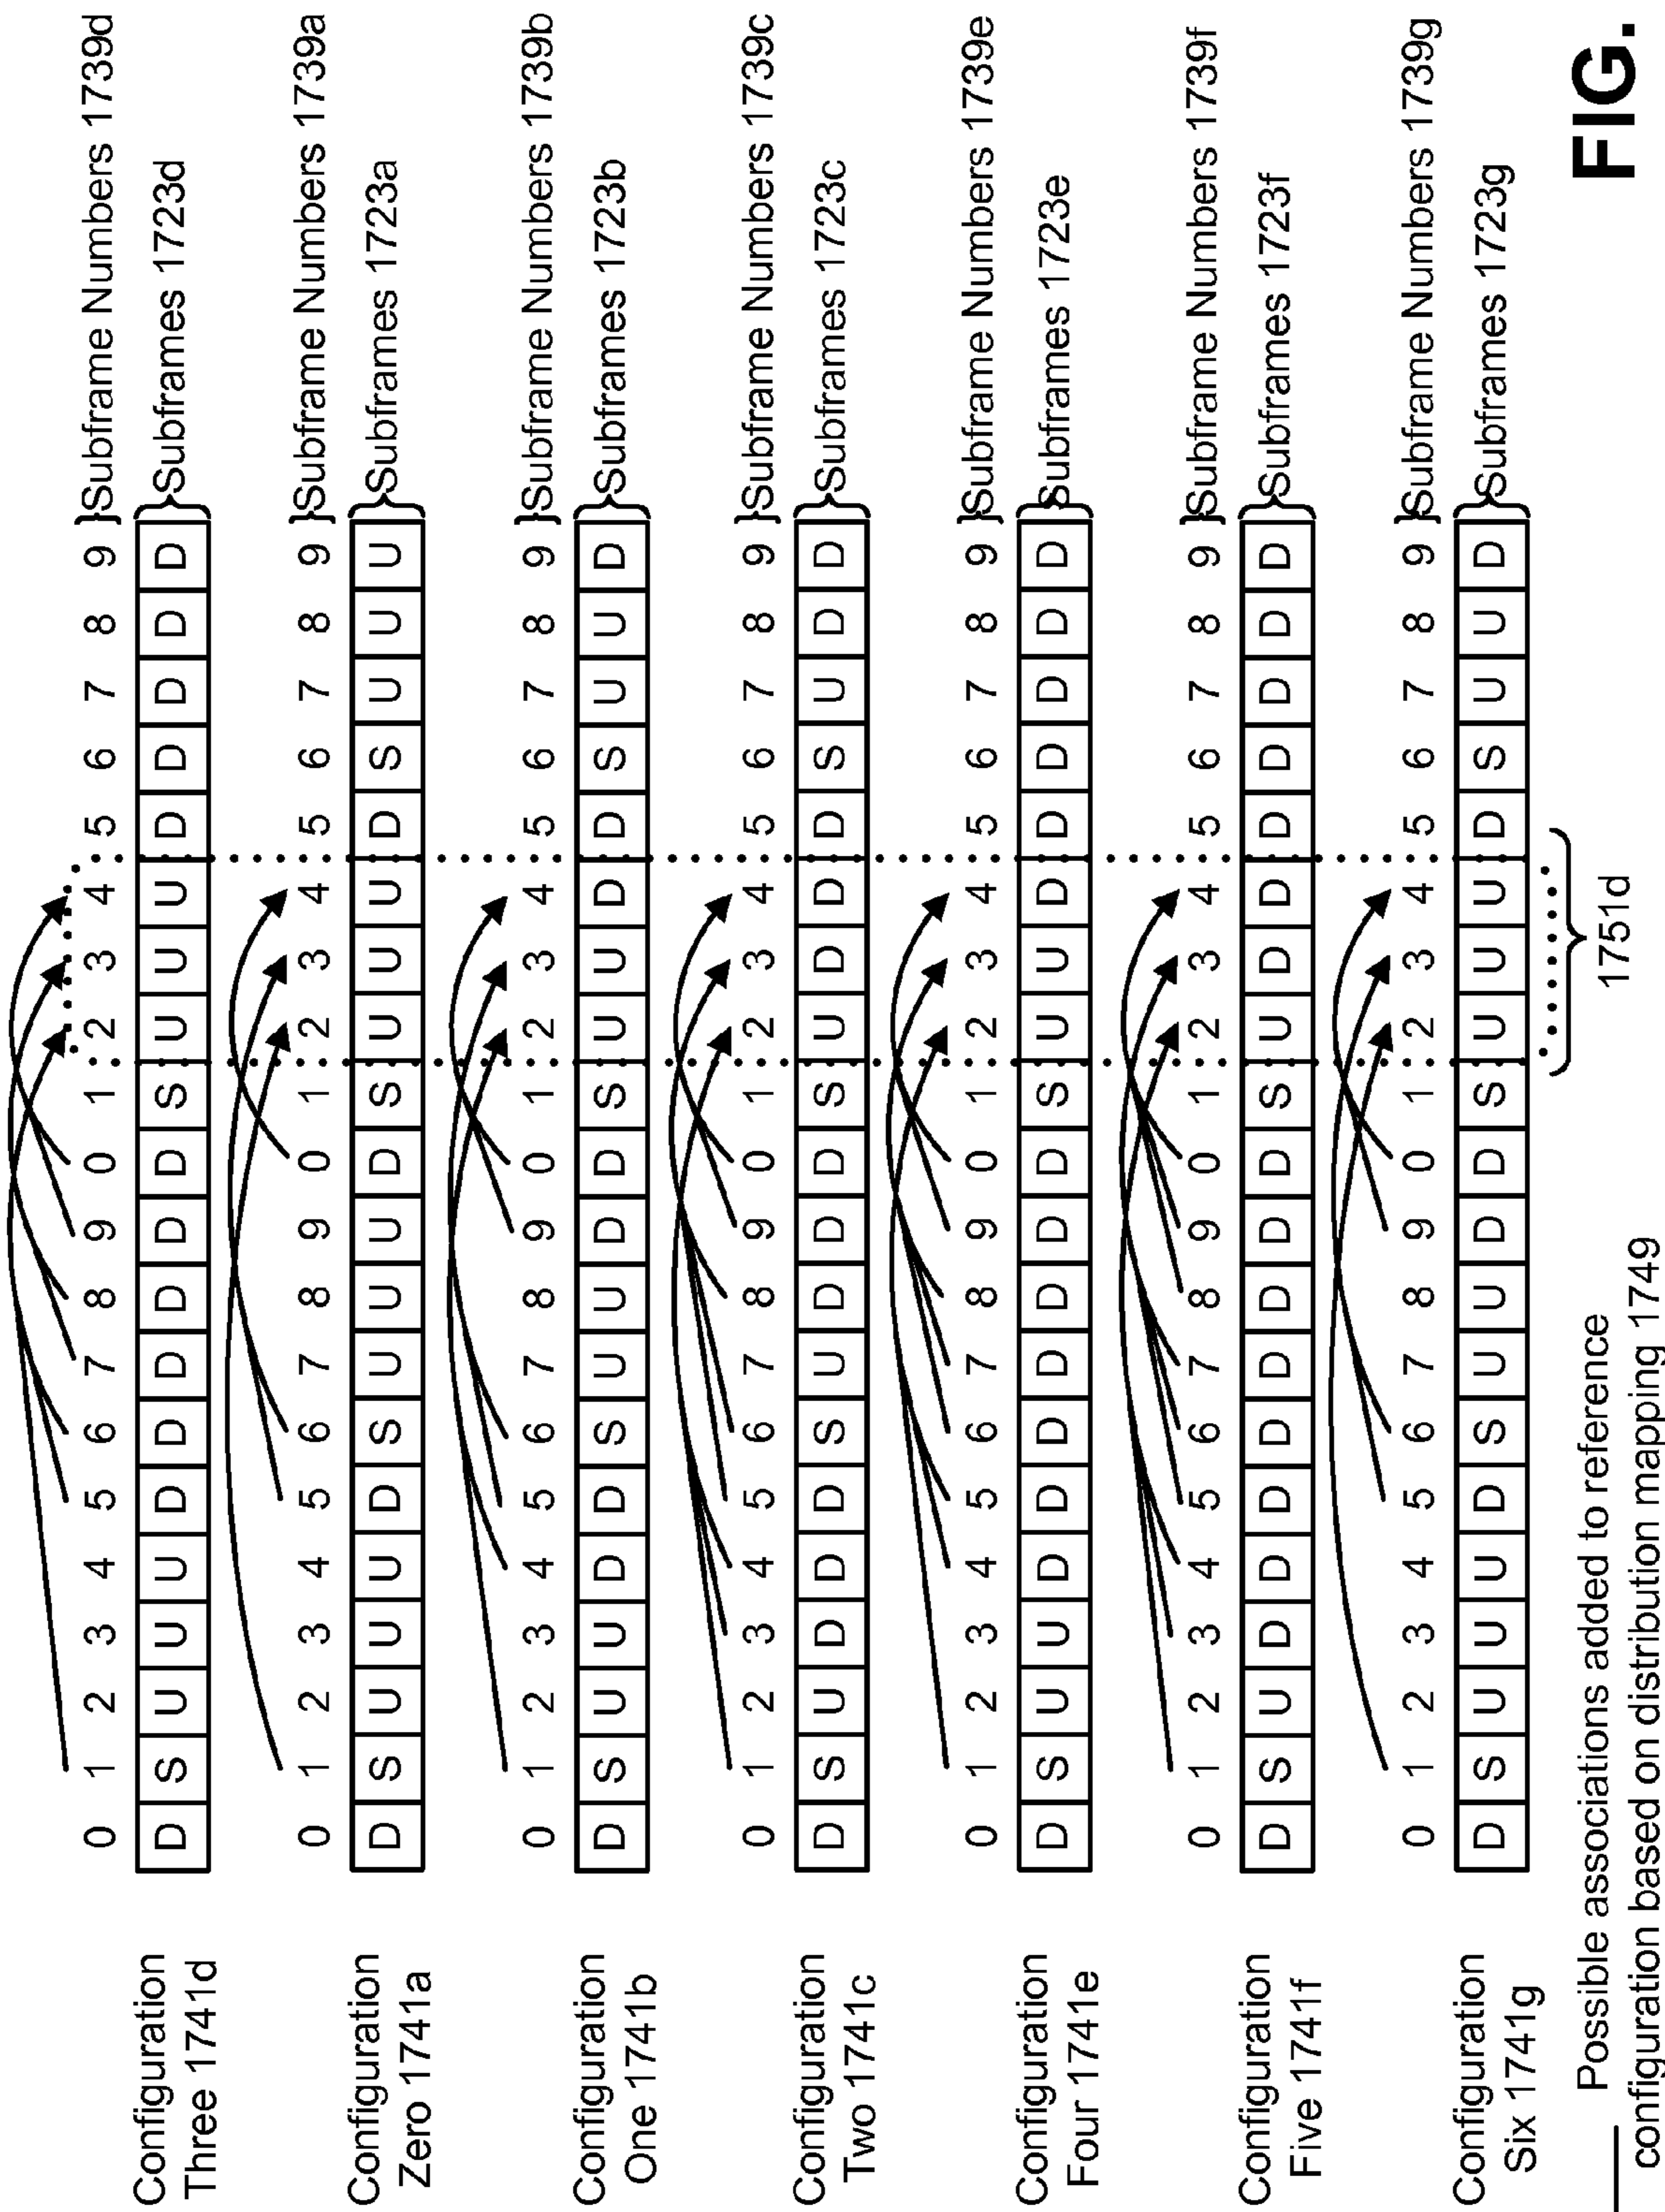 Configuration
Three 1741d
0 1 2 3 4 5 6 7 8 9 0 1 2 3 4 5 6 7 8 9 }Subframe Numbers 1739d
D S U U U D D D D D D S U U U D D D D D }Subframes 1723d
Configuration
Zero 1741a
0 1 2 3 4 5 6 7 8 9 0 1 2 3 4 5 6 7 8 9 }Subframe Numbers 1739a
D S U U U D S U U U D S U U U D S U U U }Subframes 1723a
Configuration
One 1741b
0 1 2 3 4 5 6 7 8 9 0 1 2 3 4 5 6 7 8 9 }Subframe Numbers 1739b
D S U U D D S U U D D S U U D D S U U D }Subframes 1723b
Configuration
Two 1741c
0 1 2 3 4 5 6 7 8 9 0 1 2 3 4 5 6 7 8 9 }Subframe Numbers 1739c
D S U D D D S U D D D S U D D D S U D D }Subframes 1723c
Configuration
Four 1741e
0 1 2 3 4 5 6 7 8 9 0 1 2 3 4 5 6 7 8 9 }Subframe Numbers 1739e
D S U U D D D D D D D S U U D D D D D D }Subframes 1723e
Configuration
Five 1741f
0 1 2 3 4 5 6 7 8 9 0 1 2 3 4 5 6 7 8 9 }Subframe Numbers 1739f
D S U D D D D D D D D S U D D D D D D D }Subframes 1723f
Configuration
Six 1741g
0 1 2 3 4 5 6 7 8 9 0 1 2 3 4 5 6 7 8 9 }Subframe Numbers 1739g
D S U U U D S U U D D S U U U D S U U D }Subframes 1723g
1751d
Possible associations added to reference
configuration based on distribution mapping 1749
FIG.